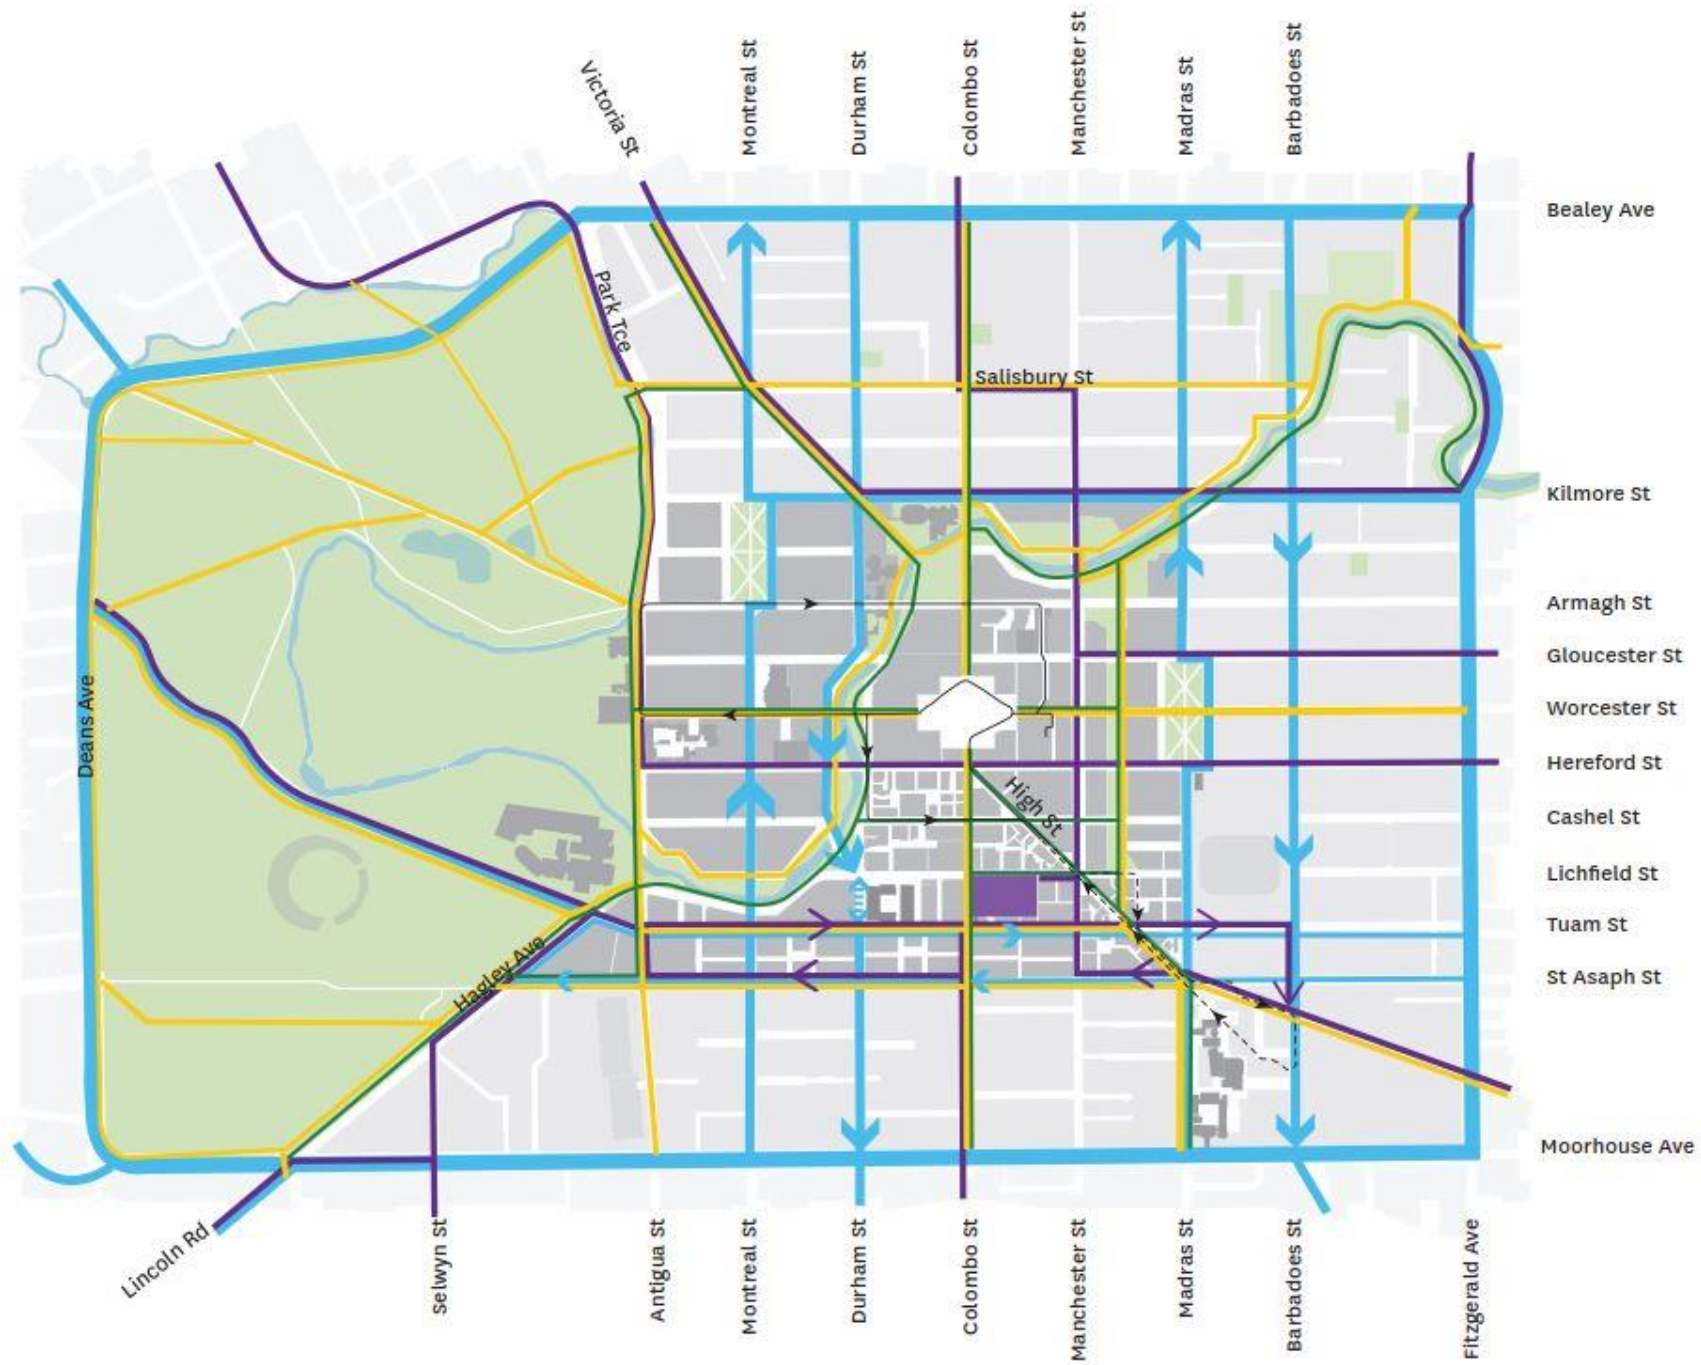 Victoria St
Montreal St
Durham St
Colombo St
Manchester St
Madras St
Barbadoes St
Bealey Ave
Park Tce
Salisbury St
Kilmore St
Armagh St
Gloucester St
Deans Ave
Worcester St
Hereford St
High St
Cashel St
Lichfield St
Tuam St
Hagley Ave
St Asaph St
Moorhouse Ave
Lincoln Rd
Selwyn St
Antigua St
Montreal St
Durham St
Colombo St
Manchester St
Madras St
Barbadoes St
Fitzgerald Ave